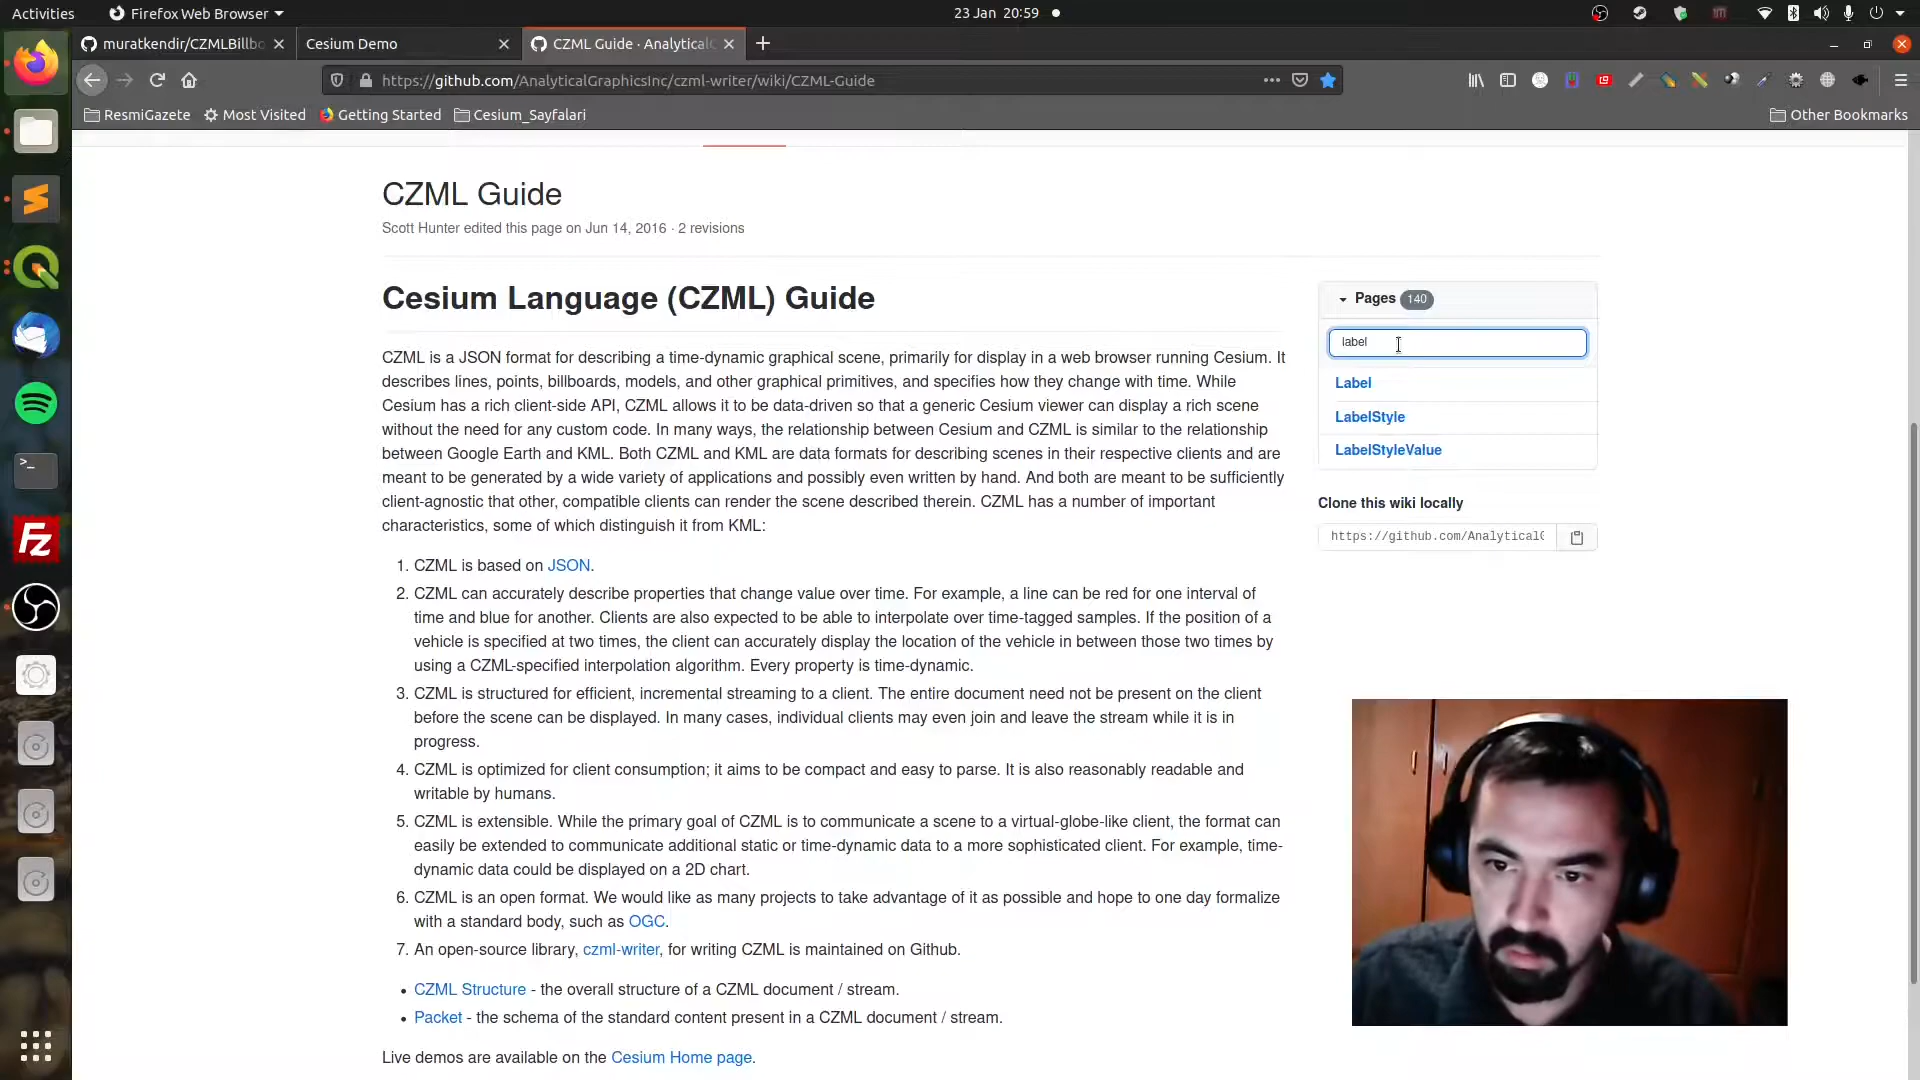 Activities
Firefox Web Browser
23 Jan 20:59
muratkendir/CZMLBillbo
Cesium Demo
CZML Guide · AnalyticalG
https://github.com/AnalyticalGraphicsInc/czml-writer/wiki/CZML-Guide
ResmiGazete
Most Visited
Getting Started
Cesium_Sayfalari
Other Bookmarks
CZML Guide
Scott Hunter edited this page on Jun 14, 2016 · 2 revisions
Cesium Language (CZML) Guide
CZML is a JSON format for describing a time-dynamic graphical scene, primarily for display in a web browser running Cesium. It
describes lines, points, billboards, models, and other graphical primitives, and specifies how they change with time. While
Cesium has a rich client-side API, CZML allows it to be data-driven so that a generic Cesium viewer can display a rich scene
without the need for any custom code. In many ways, the relationship between Cesium and CZML is similar to the relationship
between Google Earth and KML. Both CZML and KML are data formats for describing scenes in their respective clients and are
meant to be generated by a wide variety of applications and possibly even written by hand. And both are meant to be sufficiently
client-agnostic that other, compatible clients can render the scene described therein. CZML has a number of important
characteristics, some of which distinguish it from KML:
1. CZML is based on JSON.
2. CZML can accurately describe properties that change value over time. For example, a line can be red for one interval of
time and blue for another. Clients are also expected to be able to interpolate over time-tagged samples. If the position of a
vehicle is specified at two times, the client can accurately display the location of the vehicle in between those two times by
using a CZML-specified interpolation algorithm. Every property is time-dynamic.
3. CZML is structured for efficient, incremental streaming to a client. The entire document need not be present on the client
before the scene can be displayed. In many cases, individual clients may even join and leave the stream while it is in
progress.
4. CZML is optimized for client consumption; it aims to be compact and easy to parse. It is also reasonably readable and
writable by humans.
5. CZML is extensible. While the primary goal of CZML is to communicate a scene to a virtual-globe-like client, the format can
easily be extended to communicate additional static or time-dynamic data to a more sophisticated client. For example, time-
dynamic data could be displayed on a 2D chart.
6. CZML is an open format. We would like as many projects to take advantage of it as possible and hope to one day formalize
with a standard body, such as OGC.
7. An open-source library, czml-writer, for writing CZML is maintained on Github.
• CZML Structure - the overall structure of a CZML document / stream.
• Packet - the schema of the standard content present in a CZML document / stream.
Live demos are available on the Cesium Home page.
Pages 140
label
Label
LabelStyle
LabelStyleValue
Clone this wiki locally
https://github.com/AnalyticalG